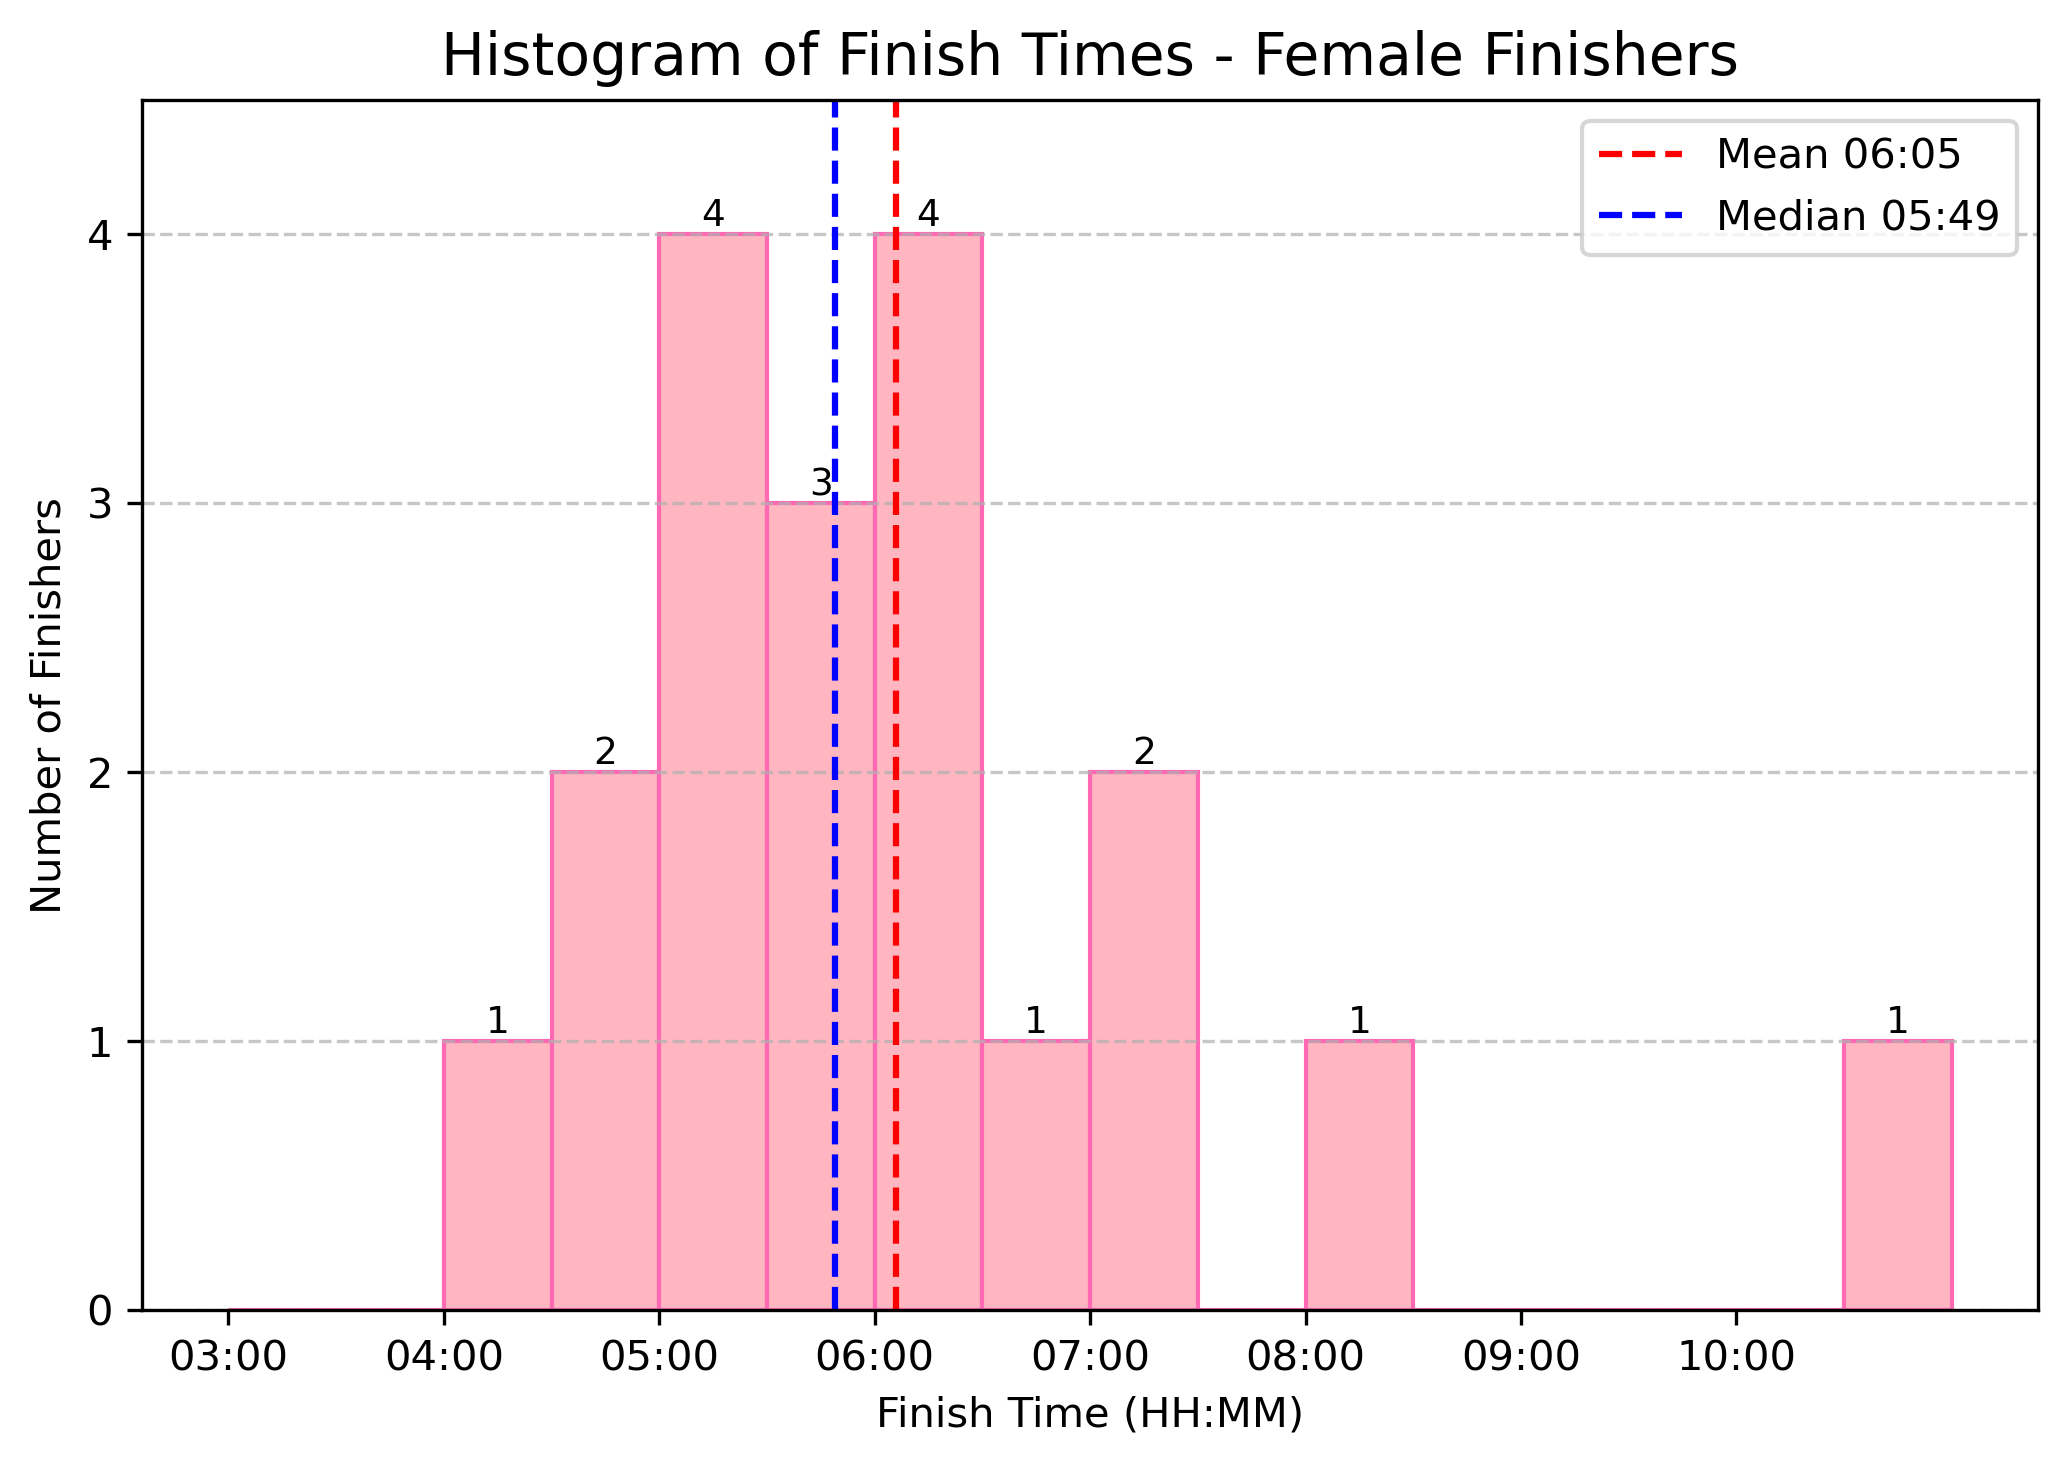 Histogram of Finish Times - Female Finishers
Mean 06:05
Median 05:49
Number of Finishers
4
3
2
1
0
1
2
4
3
4
1
2
1
1
03:00 04:00 05:00 06:00 07:00 08:00 09:00 10:00
Finish Time (HH:MM)